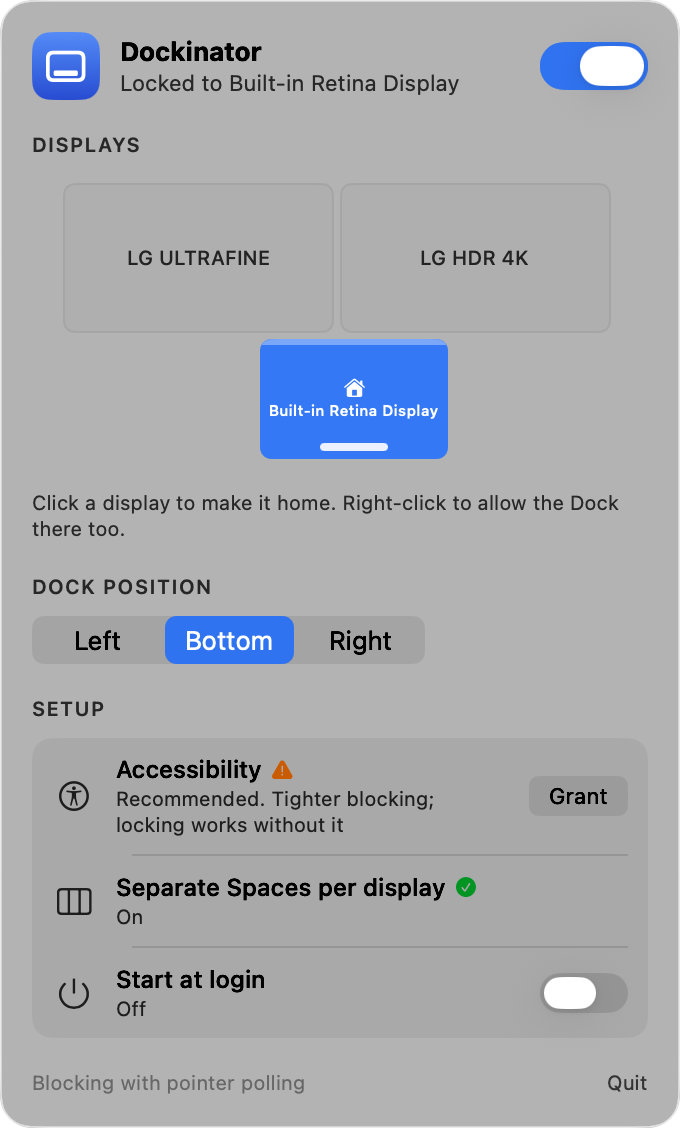 Dockinator
Locked to Built-in Retina Display
DISPLAYS
LG ULTRAFINE
LG HDR 4K
Built-in Retina Display
Click a display to make it home. Right-click to allow the Dock
there too.
DOCK POSITION
Left
Bottom
Right
SETUP
Accessibility
Recommended. Tighter blocking;
locking works without it
Grant
Separate Spaces per display
On
Start at login
Off
Blocking with pointer polling
Quit